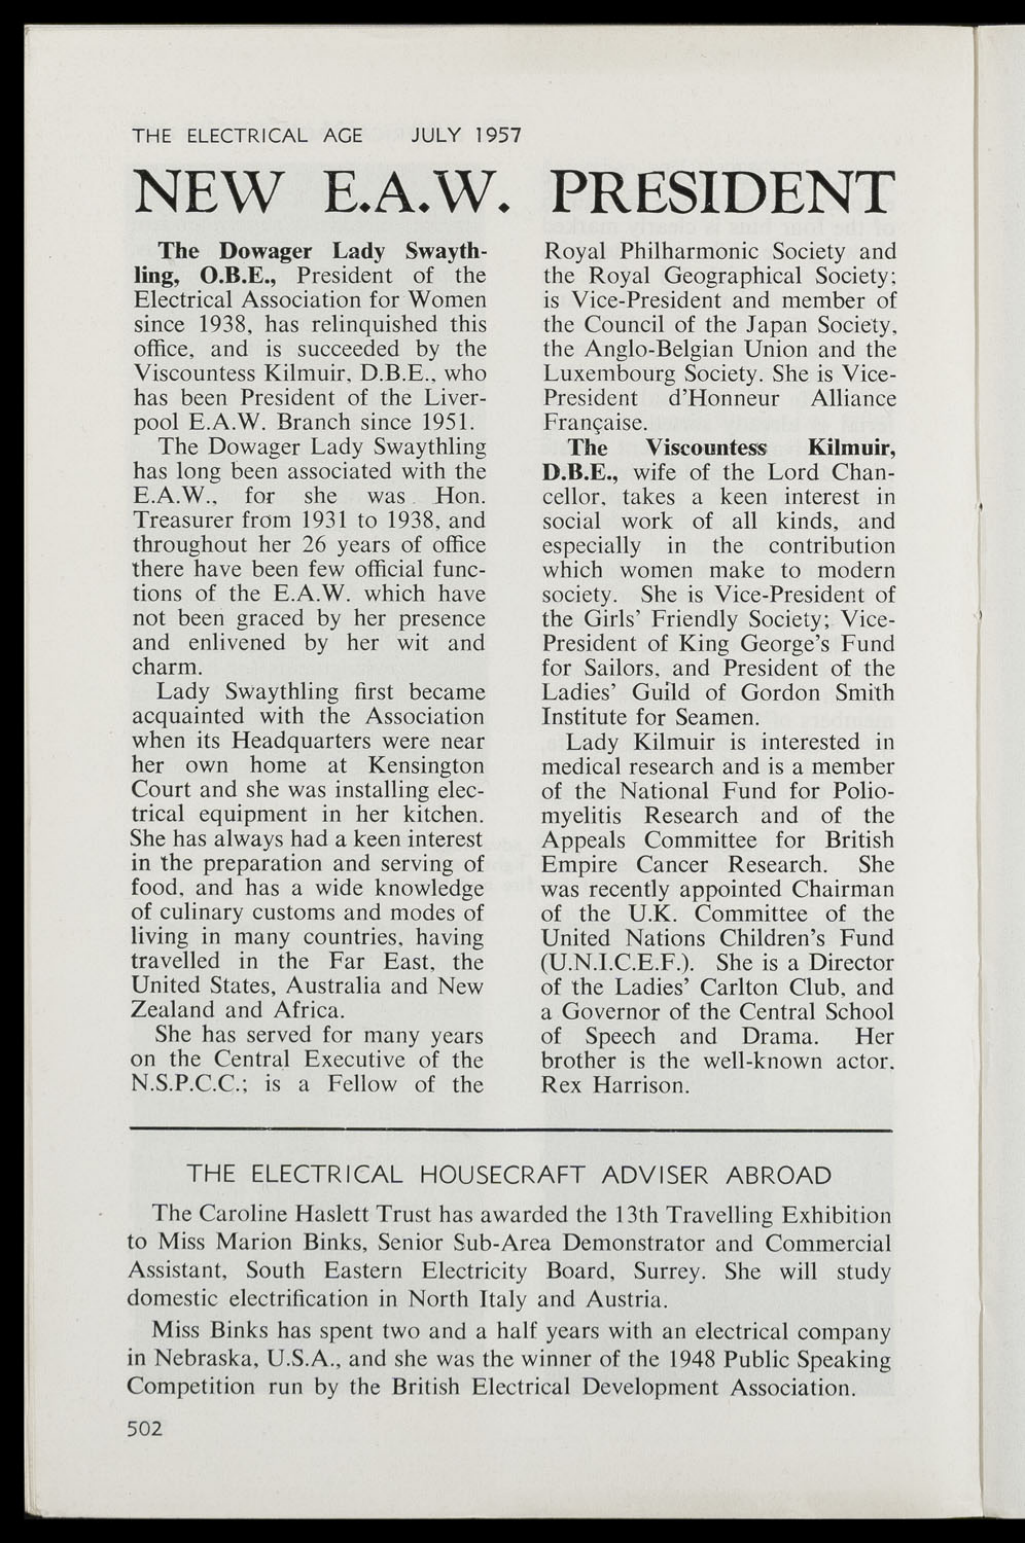 THE ELECTRICAL AGE JULY 1957
NEW E.A.W. PRESIDENT
The Dowager Lady Swayth-
ling, O.B.E., President of the
Electrical Association for Women
since 1938, has relinquished this
office, and is succeeded by the
Viscountess Kilmuir, D.B.E., who
has been President of the Liver-
pool E.A.W. Branch since 1951.
The Dowager Lady Swaythling
has long been associated with the
E.A.W., for she was Hon.
Treasurer from 1931 to 1938, and
throughout her 26 years of office
there have been few official func-
tions of the E.A.W. which have
not been graced by her presence
and enlivened by her wit and
charm.
Lady Swaythling first became
acquainted with the Association
when its Headquarters were near
her own home at Kensington
Court and she was installing elec-
trical equipment in her kitchen.
She has always had a keen interest
in the preparation and serving of
food, and has a wide knowledge
of culinary customs and modes of
living in many countries, having
travelled in the Far East, the
United States, Australia and New
Zealand and Africa.
She has served for many years
on the Central Executive of the
N.S.P.C.C.; is a Fellow of the
Royal Philharmonic Society and
the Royal Geographical Society;
is Vice-President and member of
the Council of the Japan Society,
the Anglo-Belgian Union and the
Luxembourg Society. She is Vice-
President d'Honneur Alliance
Française.
The Viscountess Kilmuir,
D.B.E., wife of the Lord Chan-
cellor, takes a keen interest in
social work of all kinds, and
especially in the contribution
which women make to modern
society. She is Vice-President of
the Girls' Friendly Society; Vice-
President of King George's Fund
for Sailors, and President of the
Ladies' Guild of Gordon Smith
Institute for Seamen.
Lady Kilmuir is interested in
medical research and is a member
of the National Fund for Polio-
myelitis Research and of the
Appeals Committee for British
Empire Cancer Research. She
was recently appointed Chairman
of the U.K. Committee of the
United Nations Children's Fund
(U.N.I.C.E.F.). She is a Director
of the Ladies' Carlton Club, and
a Governor of the Central School
of Speech and Drama. Her
brother is the well-known actor,
Rex Harrison.
THE ELECTRICAL HOUSECRAFT ADVISER ABROAD
The Caroline Haslett Trust has awarded the 13th Travelling Exhibition
to Miss Marion Binks, Senior Sub-Area Demonstrator and Commercial
Assistant, South Eastern Electricity Board, Surrey. She will study
domestic electrification in North Italy and Austria.
Miss Binks has spent two and a half years with an electrical company
in Nebraska, U.S.A., and she was the winner of the 1948 Public Speaking
Competition run by the British Electrical Development Association.
502